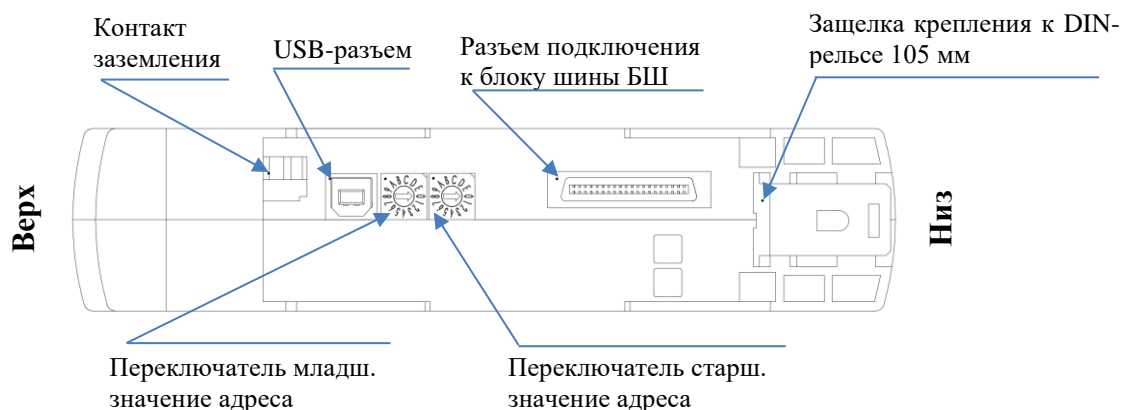 Контакт
заземления
USB-разъем
Разъем подключения
к блоку шины БШ
Защелка крепления к DIN-
рельсе 105 мм
Верх
Низ
Переключатель младш.
значение адреса
Переключатель старш.
значение адреса